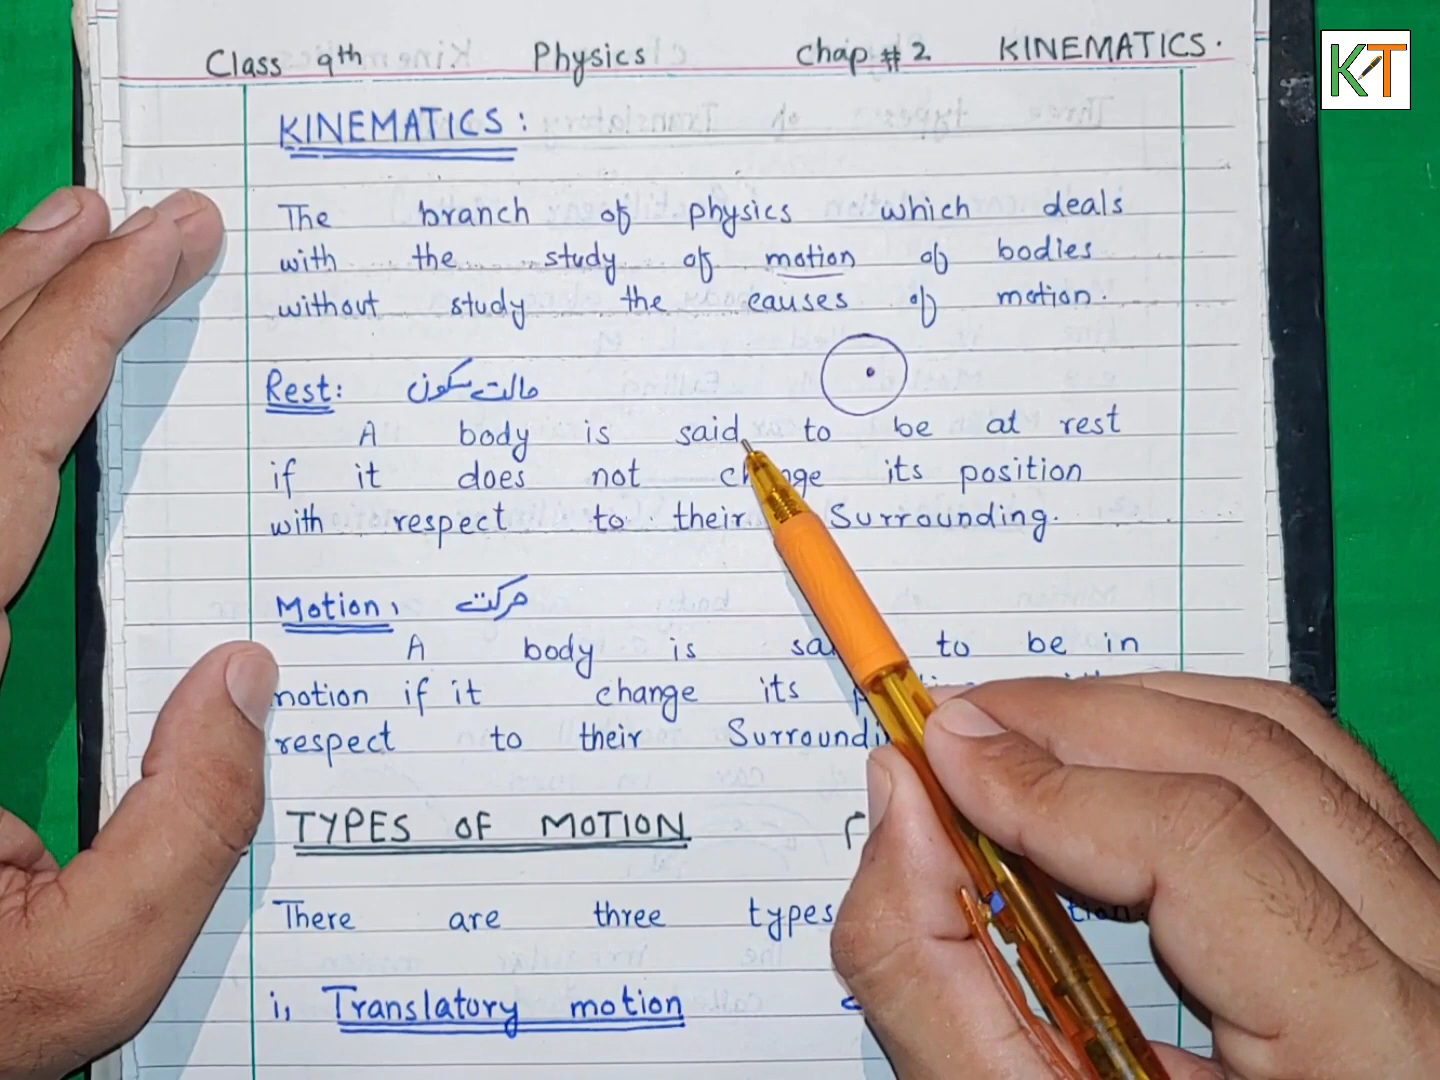 Class 9th Physics Chap # 2 KINEMATICS.
KT
KINEMATICS:
The branch of physics which deals
with the study of motion of bodies
without study the causes of motion.
Rest: حالت سکون
A body is said to be at rest
if it does not change its position
with respect to their Surrounding.
Motion, حرکت
A body is to be in
motion if it change its
respect to their
TYPES OF MOTION
There are three types
i, Translatory motion